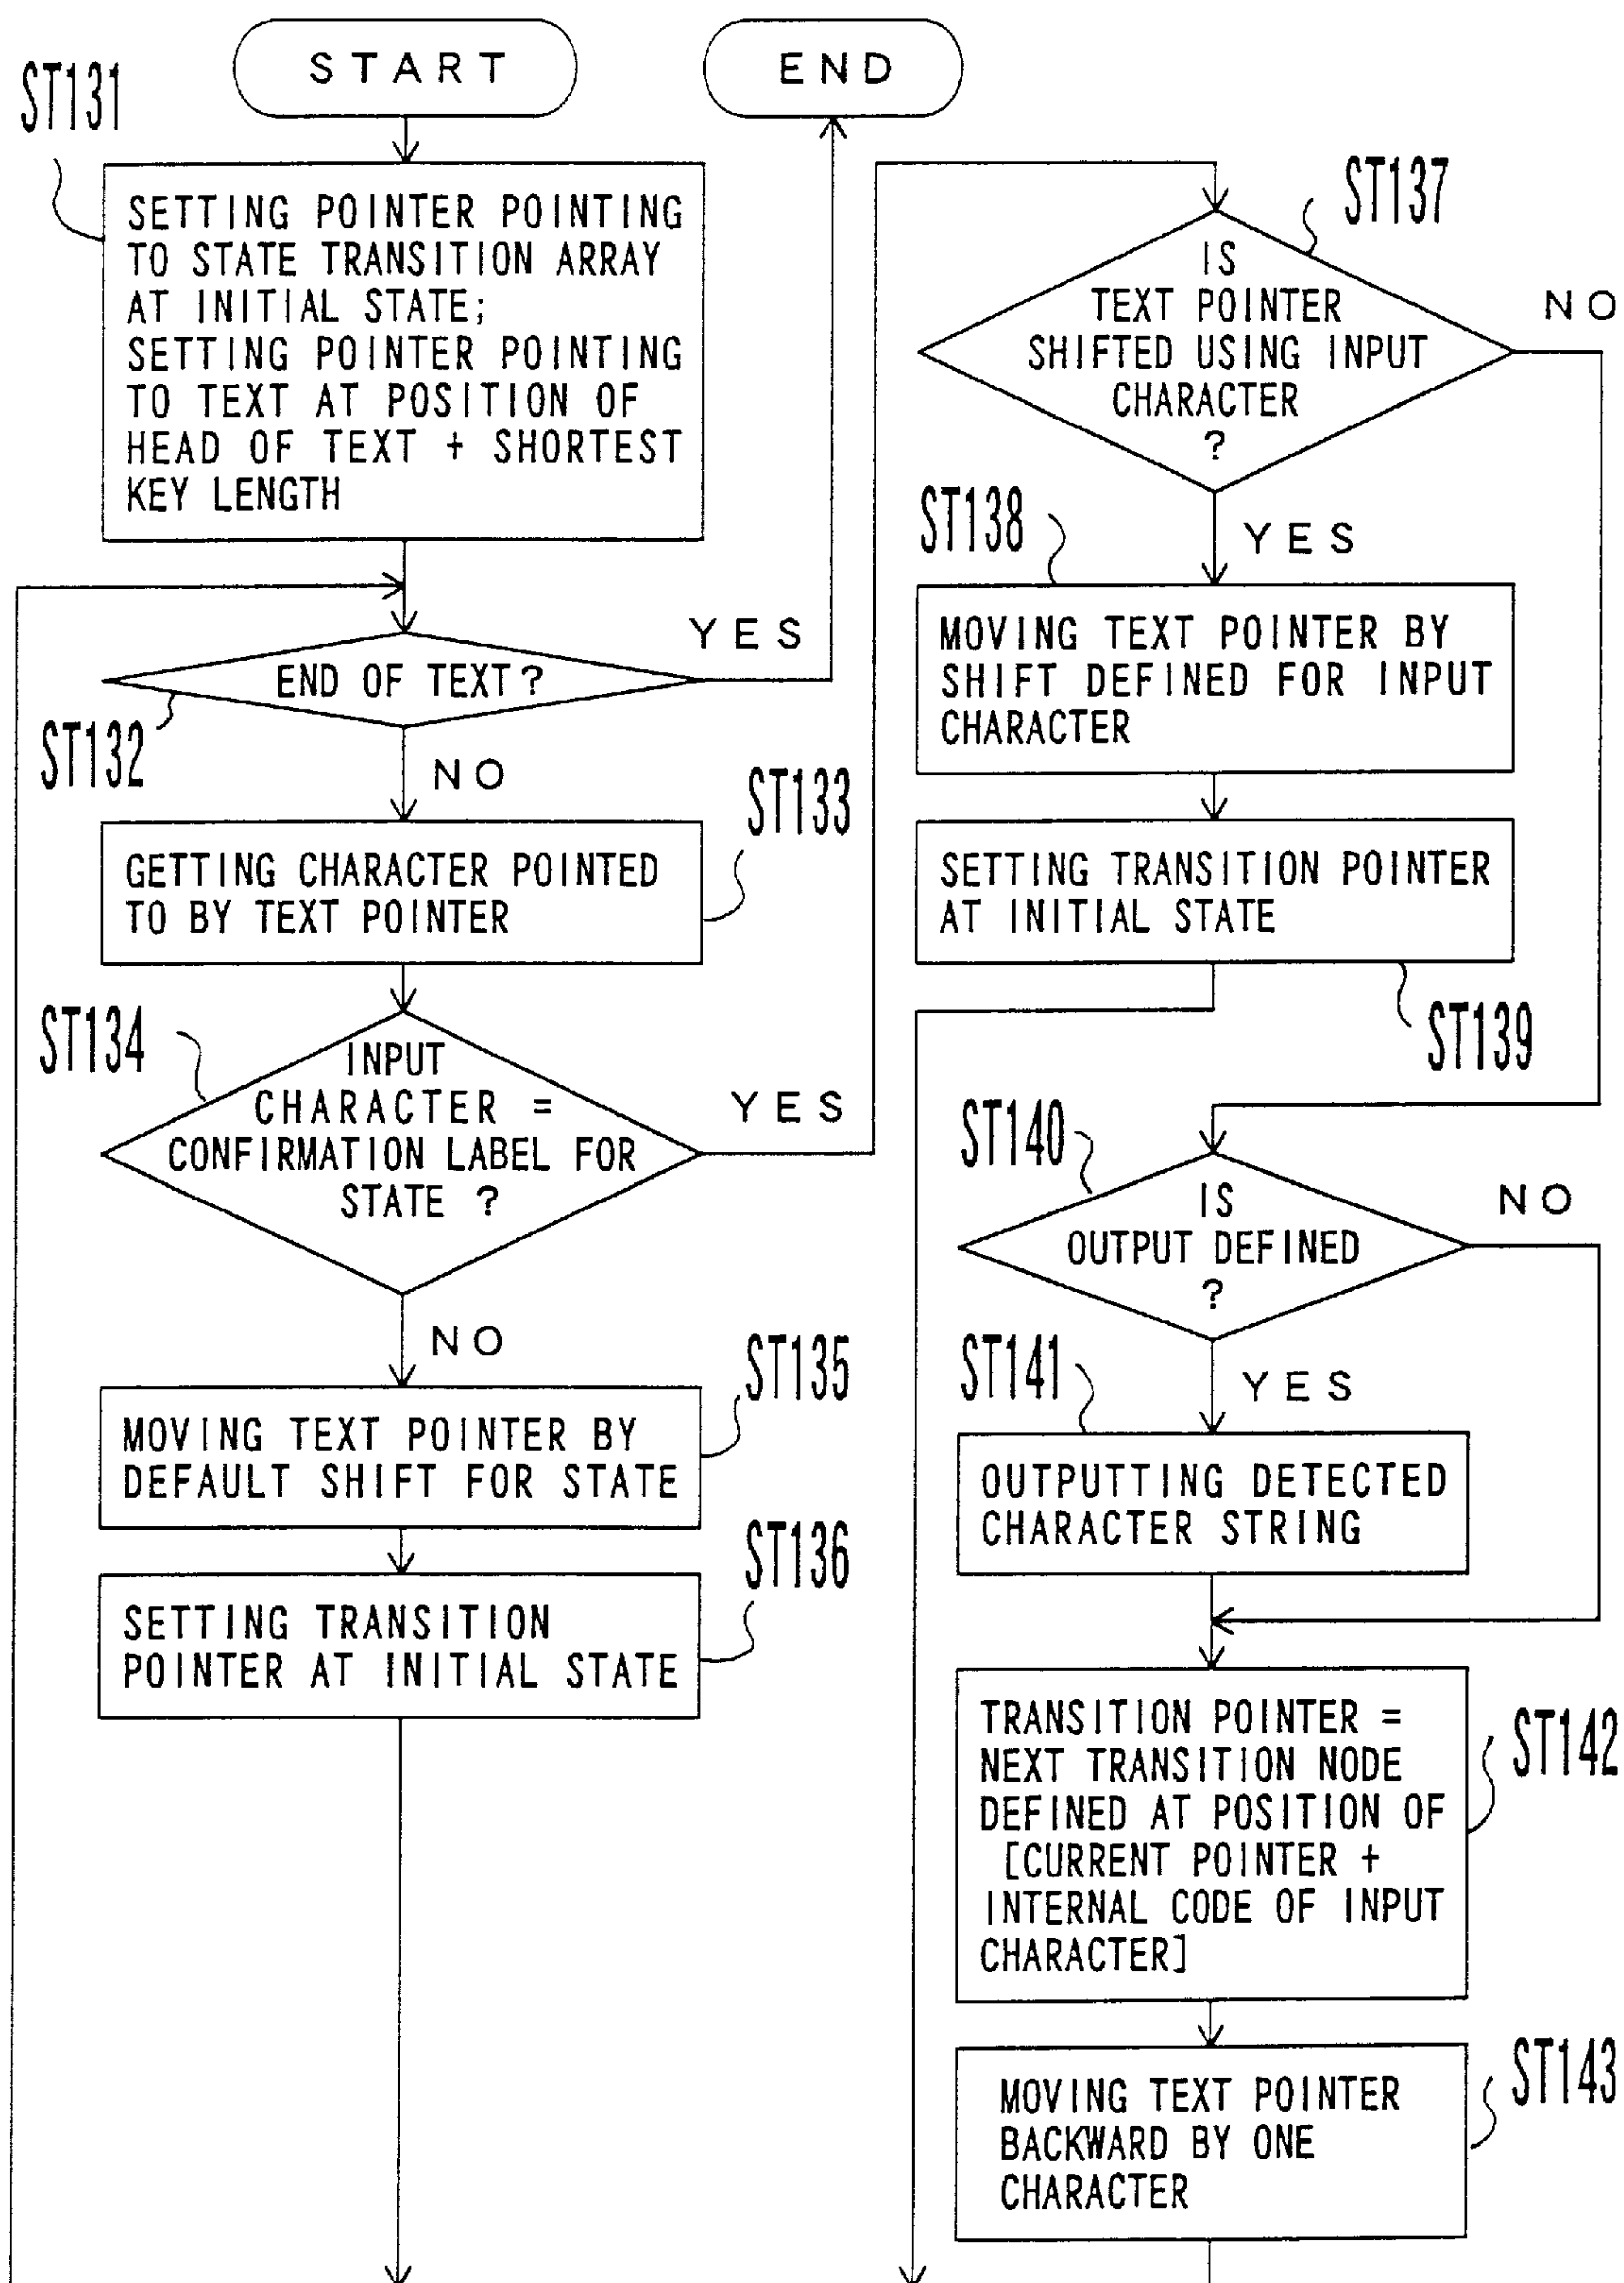 START
END
ST131
SETTING POINTER POINTING
TO STATE TRANSITION ARRAY
AT INITIAL STATE;
SETTING POINTER POINTING
TO TEXT AT POSITION OF
HEAD OF TEXT + SHORTEST
KEY LENGTH
END OF TEXT?
YES
ST132
NO
ST133
GETTING CHARACTER POINTED
TO BY TEXT POINTER
ST134
INPUT
CHARACTER =
CONFIRMATION LABEL FOR
STATE ?
YES
NO
ST135
MOVING TEXT POINTER BY
DEFAULT SHIFT FOR STATE
ST136
SETTING TRANSITION
POINTER AT INITIAL STATE
ST137
IS
TEXT POINTER
SHIFTED USING INPUT
CHARACTER
?
NO
ST138
YES
MOVING TEXT POINTER BY
SHIFT DEFINED FOR INPUT
CHARACTER
SETTING TRANSITION POINTER
AT INITIAL STATE
ST139
ST140
IS
OUTPUT DEFINED
?
NO
ST141
YES
OUTPUTTING DETECTED
CHARACTER STRING
TRANSITION POINTER =
NEXT TRANSITION NODE
DEFINED AT POSITION OF
[CURRENT POINTER +
INTERNAL CODE OF INPUT
CHARACTER]
ST142
MOVING TEXT POINTER
BACKWARD BY ONE
CHARACTER
ST143